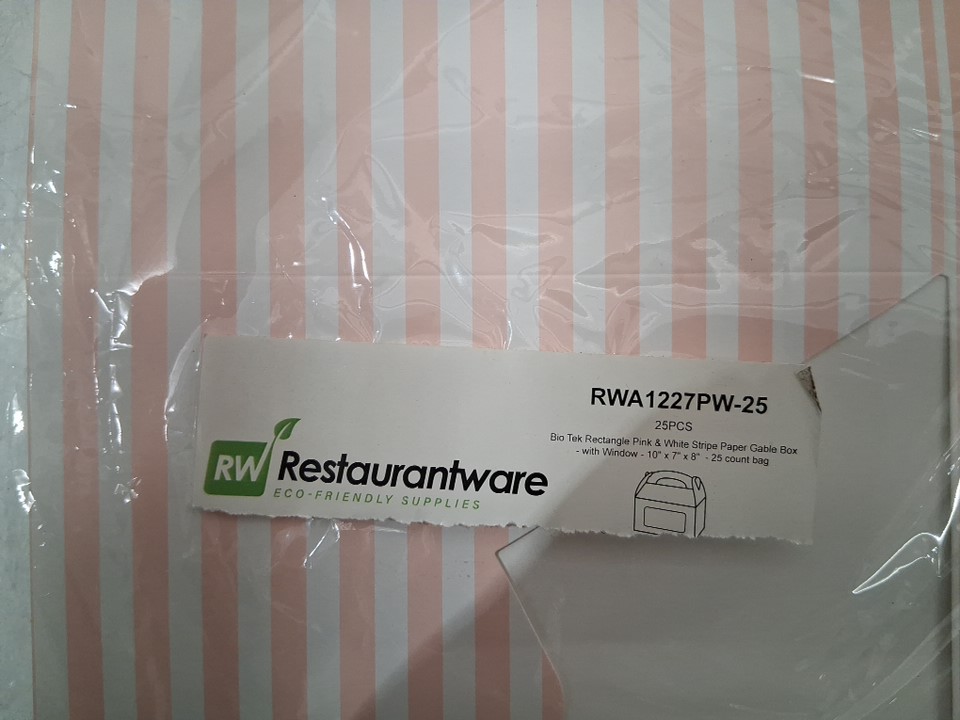 RWA1227PW-25
25PCS
Bio Tek Rectangle Pink & White Stripe Paper Gable Box
- with Window - 10" x 7" x 8" - 25 count bag
RW Restaurantware
ECO-FRIENDLY SUPPLIES